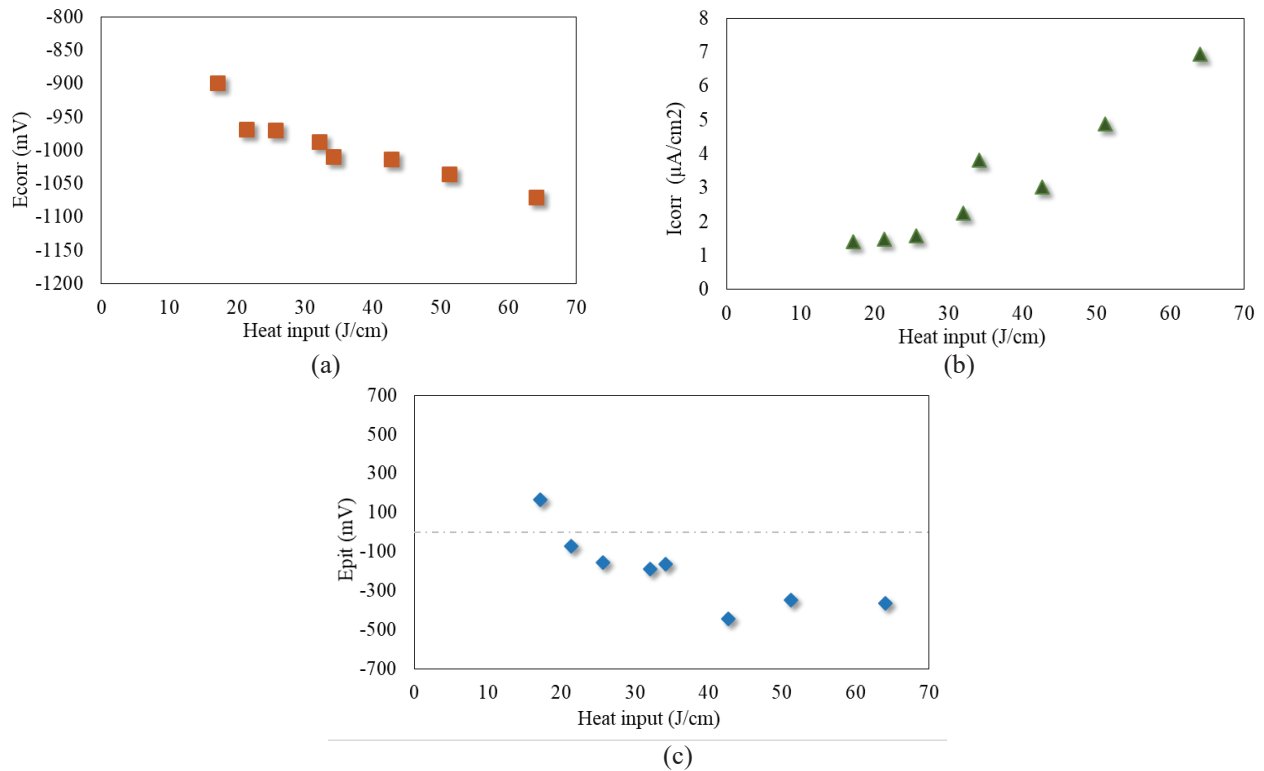 -800
-850
-900
-950
-1000
-1050
-1100
-1150
-1200
Ecorr (mV)
0 10 20 30 40 50 60 70
Heat input (J/cm)
(a)
8
7
6
5
4
3
2
1
0
Icorr (μA/cm2)
0 10 20 30 40 50 60 70
Heat input (J/cm)
(b)
700
500
300
100
-100
-300
-500
-700
Epit (mV)
0 10 20 30 40 50 60 70
Heat input (J/cm)
(c)